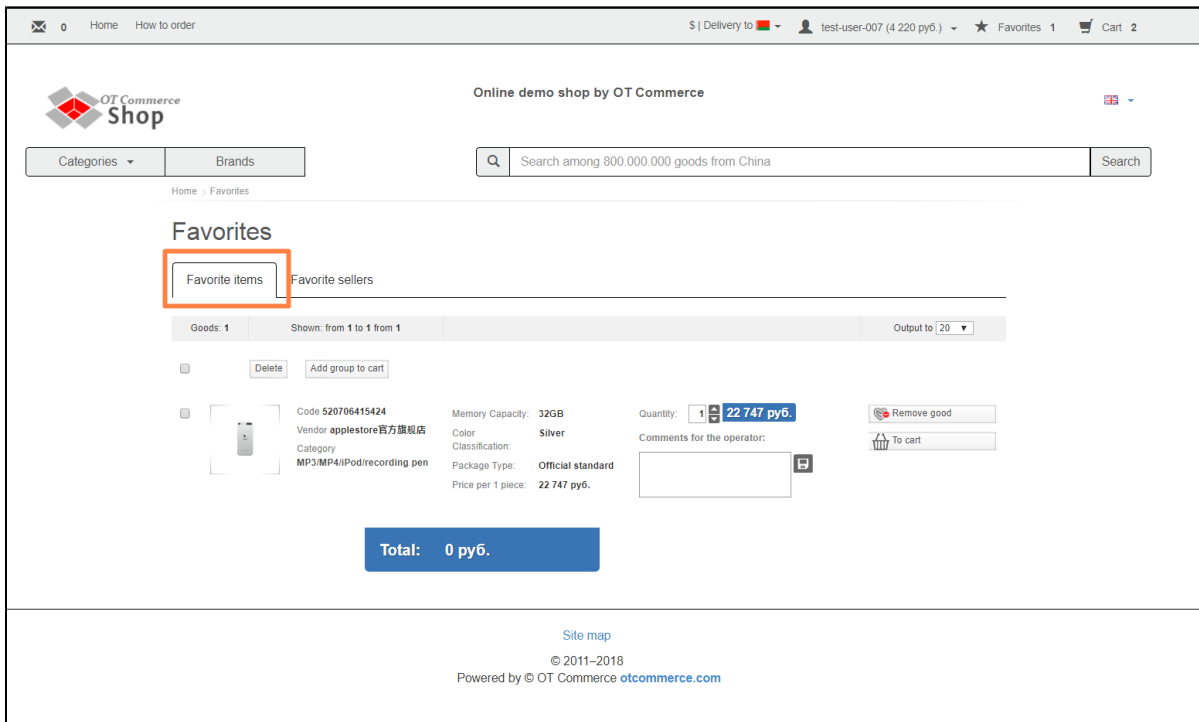 0 Home How to order $ | Delivery to test-user-007 (4 220 руб.) Favorites 1 Cart 2
OT Commerce
Shop
Online demo shop by OT Commerce
Categories Brands Search among 800.000.000 goods from China Search
Home > Favorites
Favorites
Favorite items Favorite sellers
Goods: 1 Shown: from 1 to 1 from 1 Output to 20
Delete Add group to cart
Code 520706415424
Vendor applestore官方旗舰店
Category
MP3/MP4/iPod/recording pen
Memory Capacity: 32GB
Color Classification: Silver
Package Type: Official standard
Price per 1 piece: 22 747 руб.
Quantity: 1 22 747 руб.
Comments for the operator:
Remove good
To cart
Total: 0 руб.
Site map
© 2011–2018
Powered by © OT Commerce otcommerce.com